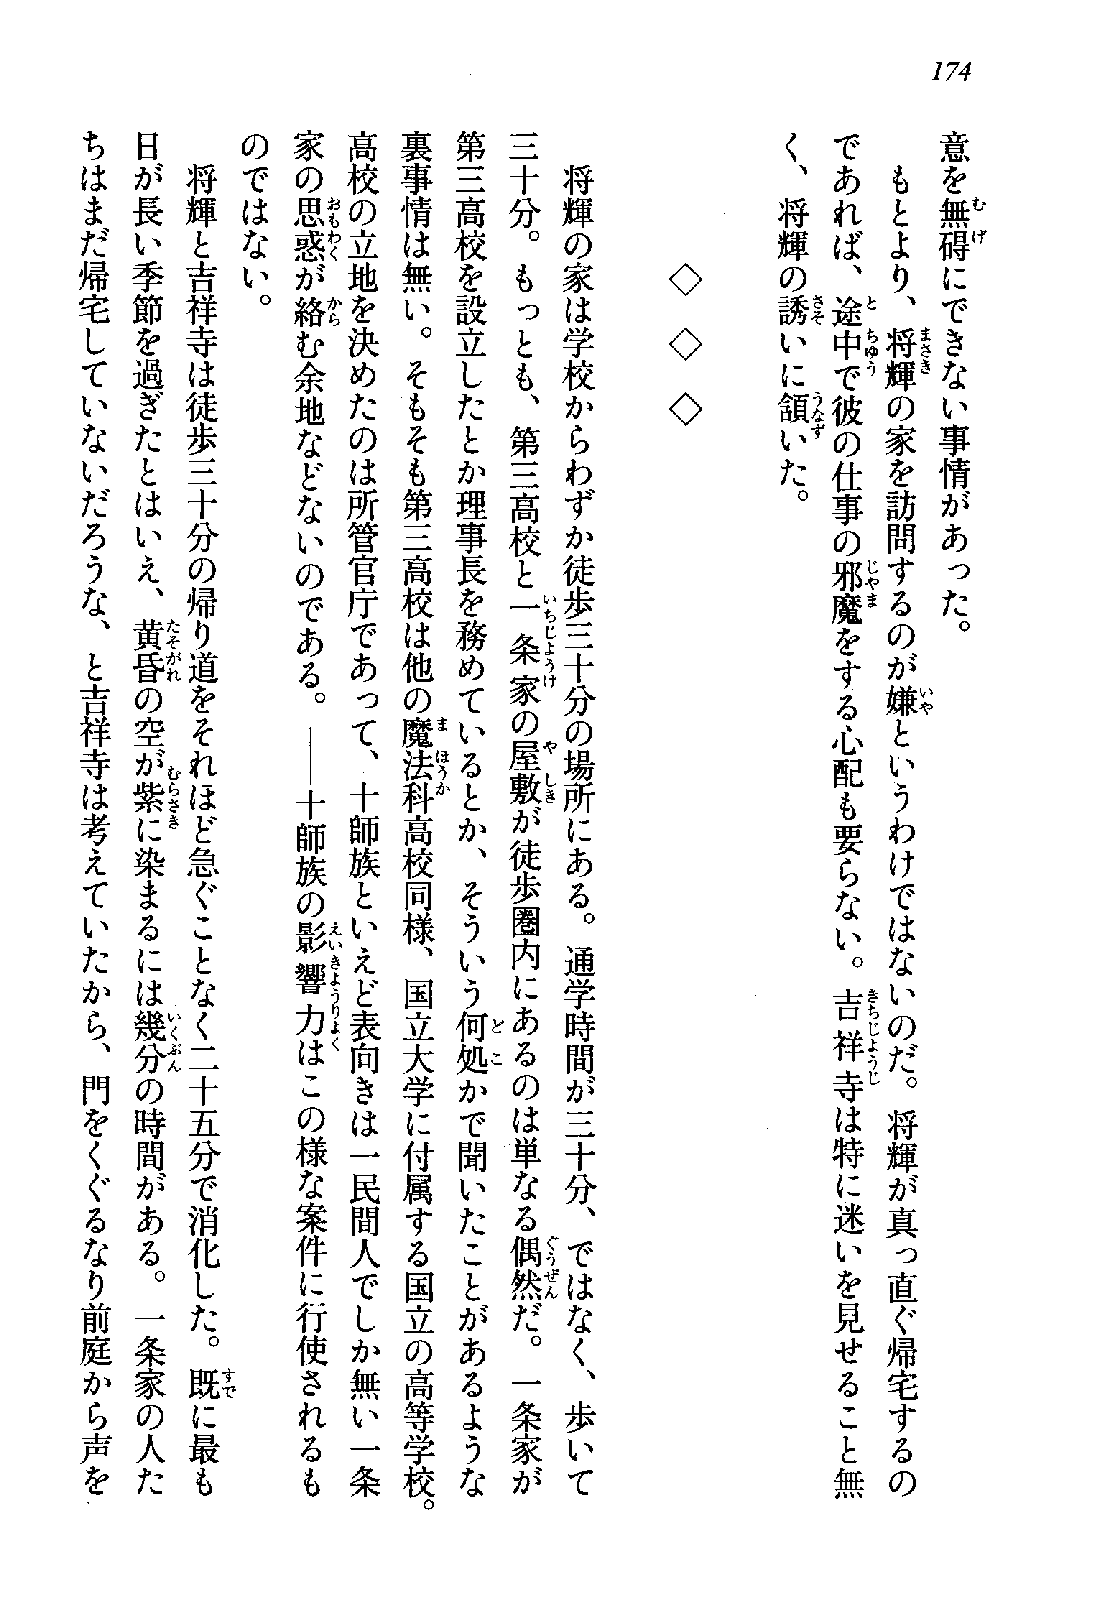 174
意を無碍にできない事情があった。
　もとより、将輝の家を訪問するのが嫌というわけではないのだ。将輝が真っ直ぐ帰宅するの
であれば、途中で彼の仕事の邪魔をする心配も要らない。吉祥寺は特に迷いを見せること無
く、将輝の誘いに頷いた。
◇　◇　◇
　将輝の家は学校からわずか徒歩三十分の場所にある。通学時間が三十分、ではなく、歩いて
三十分。もっとも、第三高校と一条家の屋敷が徒歩圏内にあるのは単なる偶然だ。一条家が
第三高校を設立したとか理事長を務めているとか、そういう何処かで聞いたことがあるような
裏事情は無い。そもそも第三高校は他の魔法科高校同様、国立大学に付属する国立の高等学校。
高校の立地を決めたのは所管官庁であって、十師族といえど表向きは一民間人でしか無い一条
家の思惑が絡む余地などないのである。――十師族の影響力はこの様な案件に行使されるも
のではない。
　将輝と吉祥寺は徒歩三十分の帰り道をそれほど急ぐことなく二十五分で消化した。既に最も
日が長い季節を過ぎたとはいえ、黄昏の空が紫に染まるには幾分の時間がある。一条家の人た
ちはまだ帰宅していないだろうな、と吉祥寺は考えていたから、門をくぐるなり前庭から声を